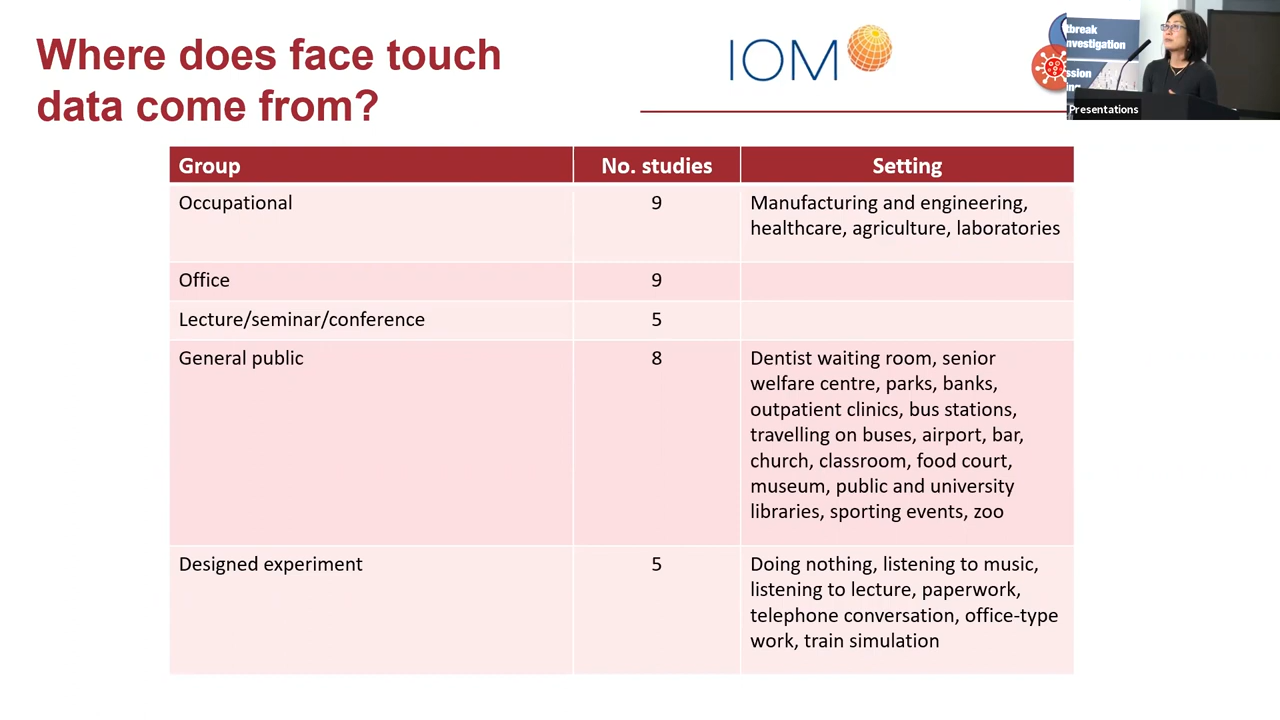 Where does face touch
data come from?
IOM
Presentations
Group No. studies Setting
Occupational 9 Manufacturing and engineering,
healthcare, agriculture, laboratories
Office 9
Lecture/seminar/conference 5
General public 8 Dentist waiting room, senior
welfare centre, parks, banks,
outpatient clinics, bus stations,
travelling on buses, airport, bar,
church, classroom, food court,
museum, public and university
libraries, sporting events, zoo
Designed experiment 5 Doing nothing, listening to music,
listening to lecture, paperwork,
telephone conversation, office-type
work, train simulation